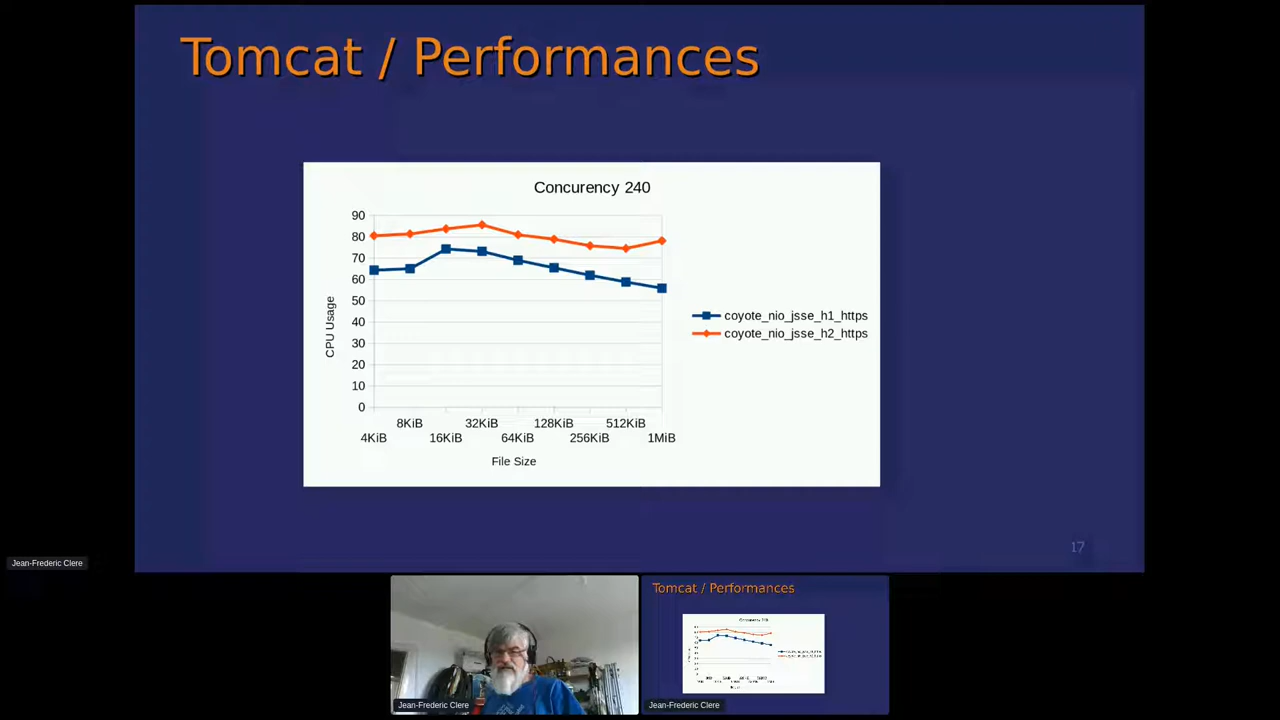 Tomcat / Performances
Concurency 240
90
80
70
60
50
40
30
20
10
0
CPU Usage
8KiB 32KiB 128KiB 512KiB
4KiB 16KiB 64KiB 256KiB 1MiB
File Size
coyote_nio_jsse_h1_https
coyote_nio_jsse_h2_https
17
Jean-Frederic Clere
Jean-Frederic Clere
Tomcat / Performances
Concurency 240
Jean-Frederic Clere